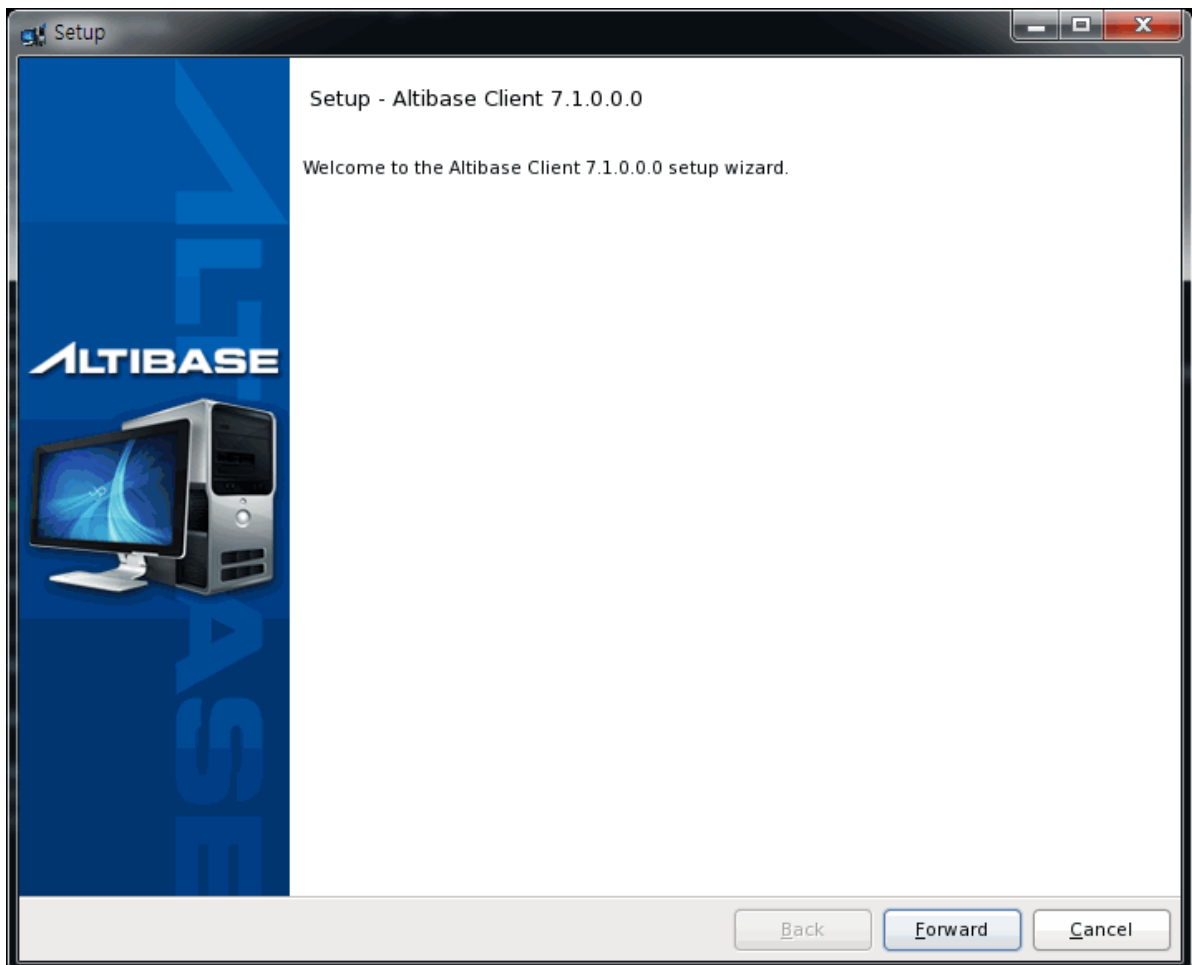 Setup
Setup - Altibase Client 7.1.0.0.0
Welcome to the Altibase Client 7.1.0.0.0 setup wizard.
ALTIBASE
ALTIBASE
Back
Forward
Cancel